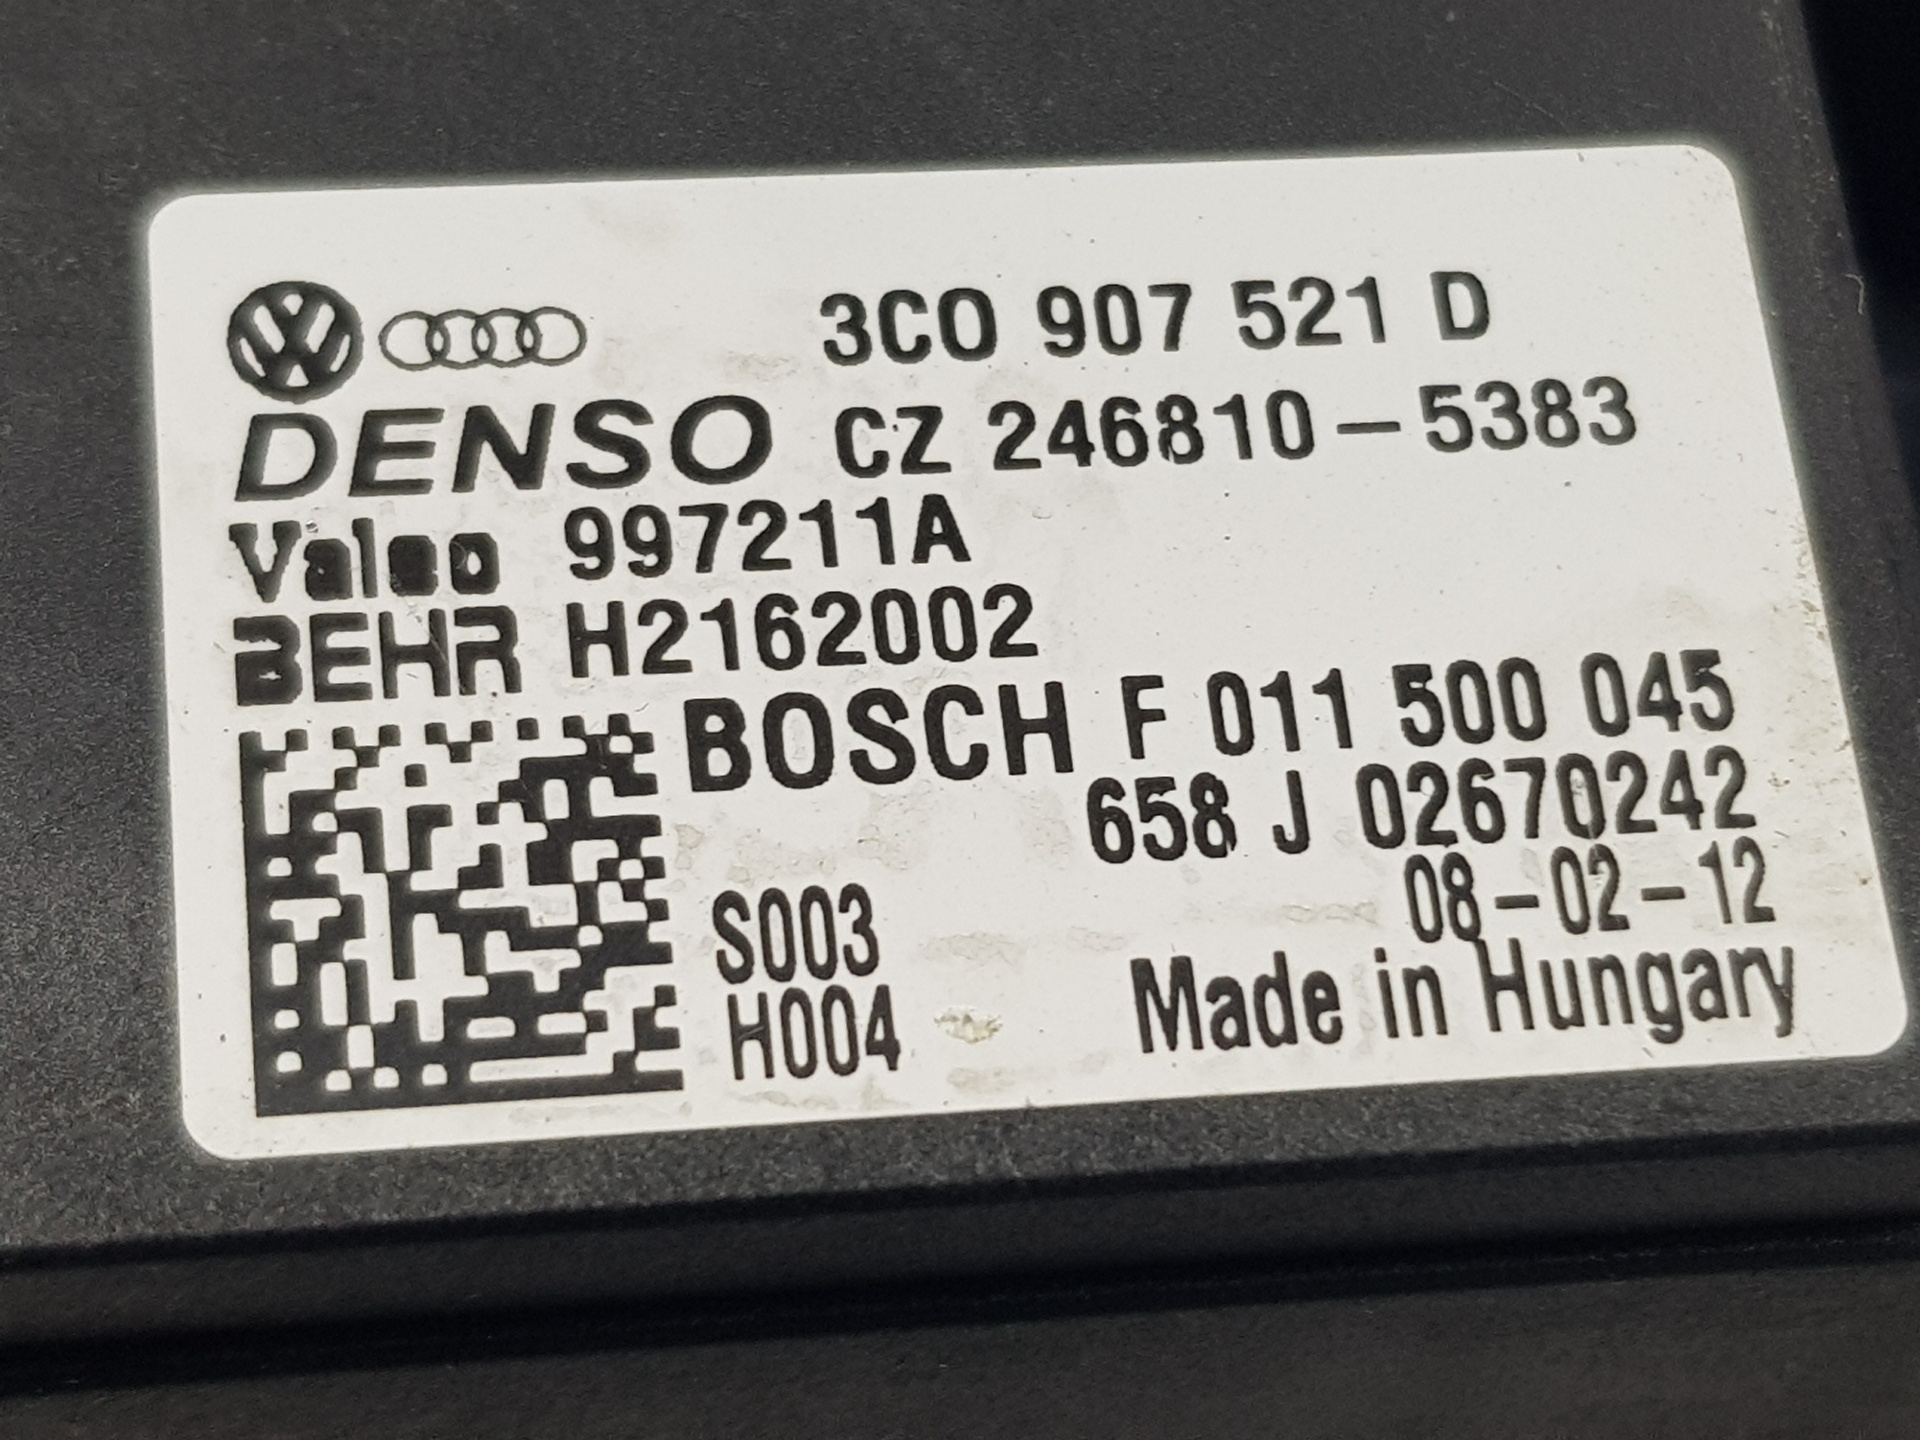 3C0 907 521 D
DENSO CZ 246810-5383
Valeo 997211A
BEHR H2162002
BOSCH F 011 500 045
658 J 02670242
08-02-12
S003
H004
Made in Hungary